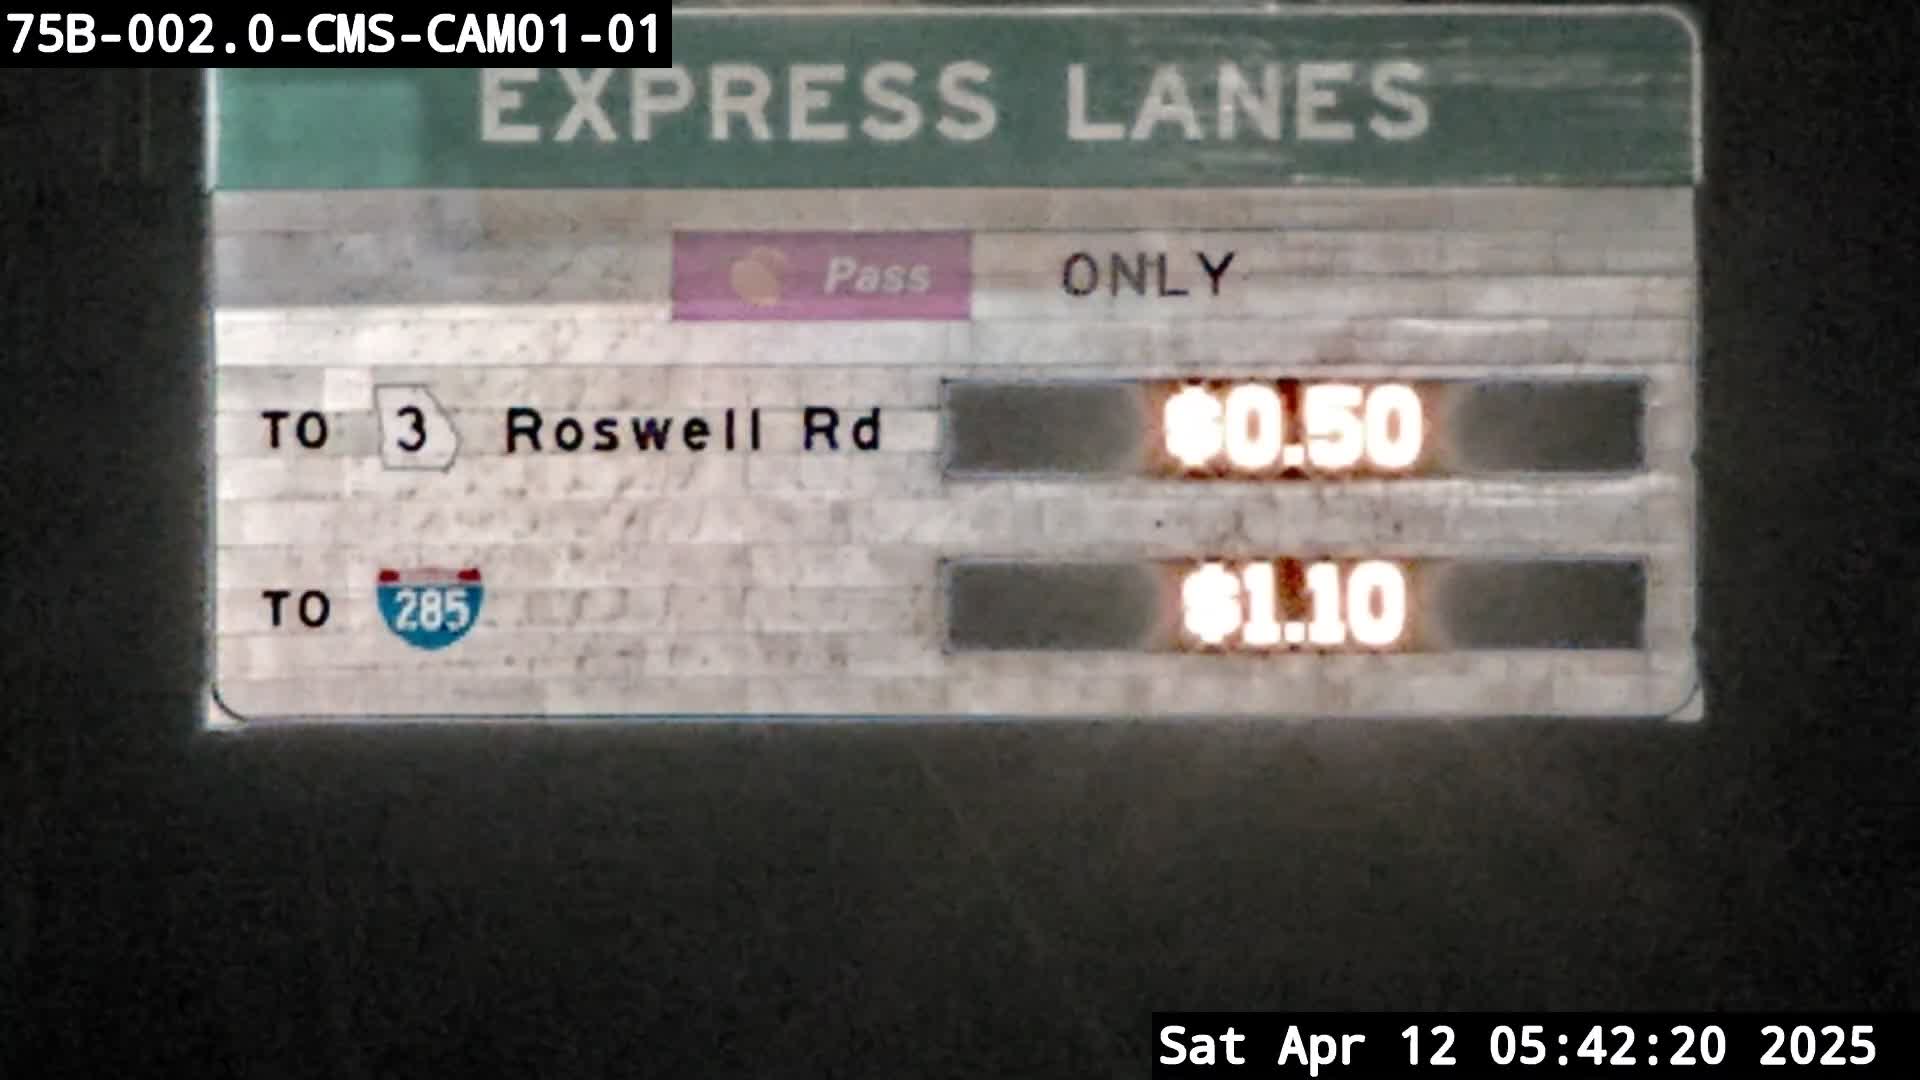 75B-002.0-CMS-CAM01-01
EXPRESS LANES
Pass ONLY
TO 3 Roswell Rd $0.50
TO 285 $1.10
Sat Apr 12 05:42:20 2025